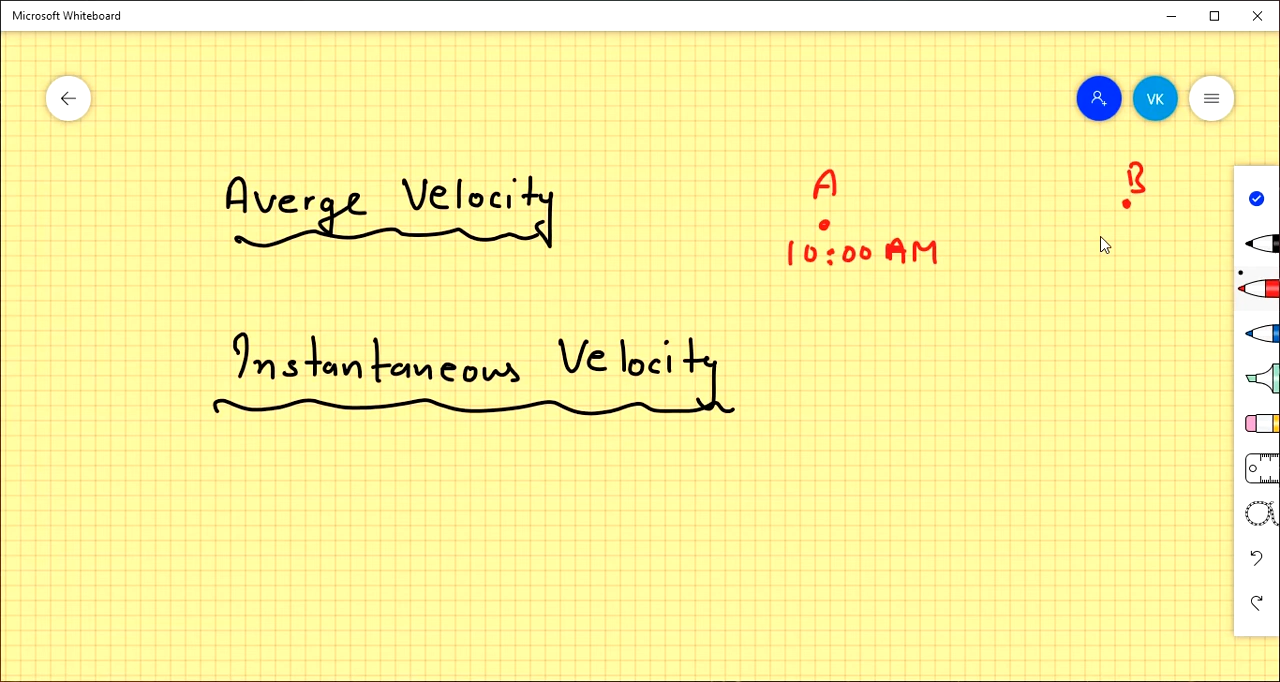 Microsoft Whiteboard
VK
Averge Velocity
A
B
10:00 AM
Instantaneous Velocity